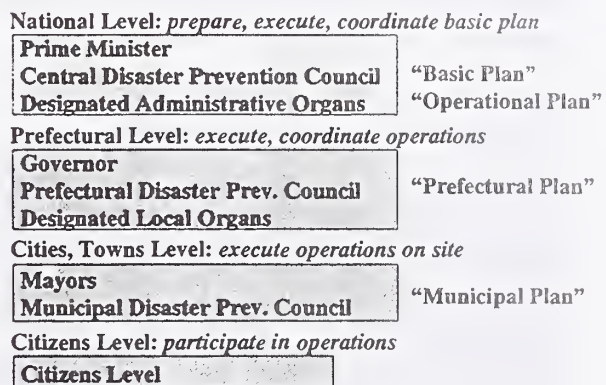 National Level: prepare, execute, coordinate basic plan
Prime Minister
Central Disaster Prevention Council "Basic Plan"
Designated Administrative Organs "Operational Plan"
Prefectural Level: execute, coordinate operations
Governor
Prefectural Disaster Prev. Council "Prefectural Plan"
Designated Local Organs
Cities, Towns Level: execute operations on site
Mayors
Municipal Disaster Prev. Council "Municipal Plan"
Citizens Level: participate in operations
Citizens Level